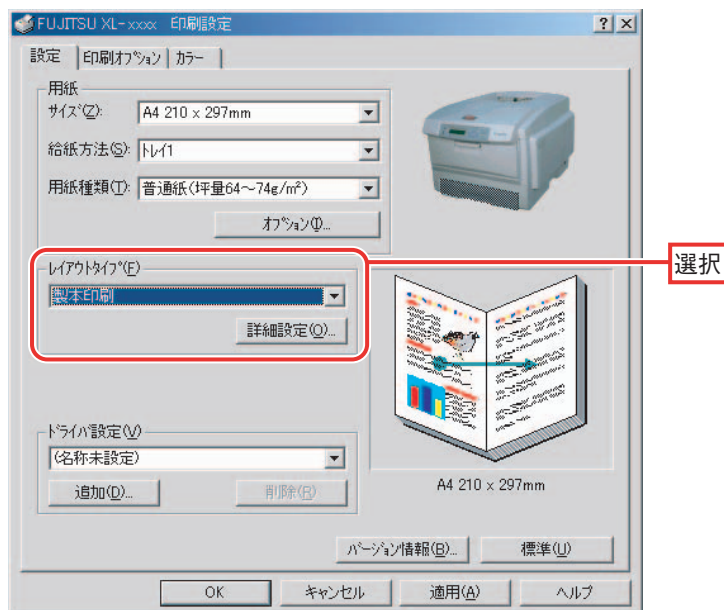 FUJITSU XL-xxxx 印刷設定
設定 印刷オプション カラー
用紙
サイズ(Z): A4 210 x 297mm
給紙方法(S): トレイ1
用紙種類(T): 普通紙(坪量64～74g/m²)
オプション(I)...
レイアウトタイプ(F)
製本印刷
詳細設定(O)...
選択
ドライバ設定(V)
(名称未設定)
追加(D)... 削除(R)
A4 210 x 297mm
バージョン情報(B)... 標準(U)
OK キャンセル 適用(A) ヘルプ